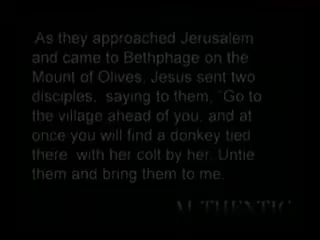 As they approached Jerusalem
and came to Bethphage on the
Mount of Olives, Jesus sent two
disciples, saying to them, "Go to
the village ahead of you, and at
once you will find a donkey tied
there with her colt by her. Untie
them and bring them to me.
AUTHENTIC